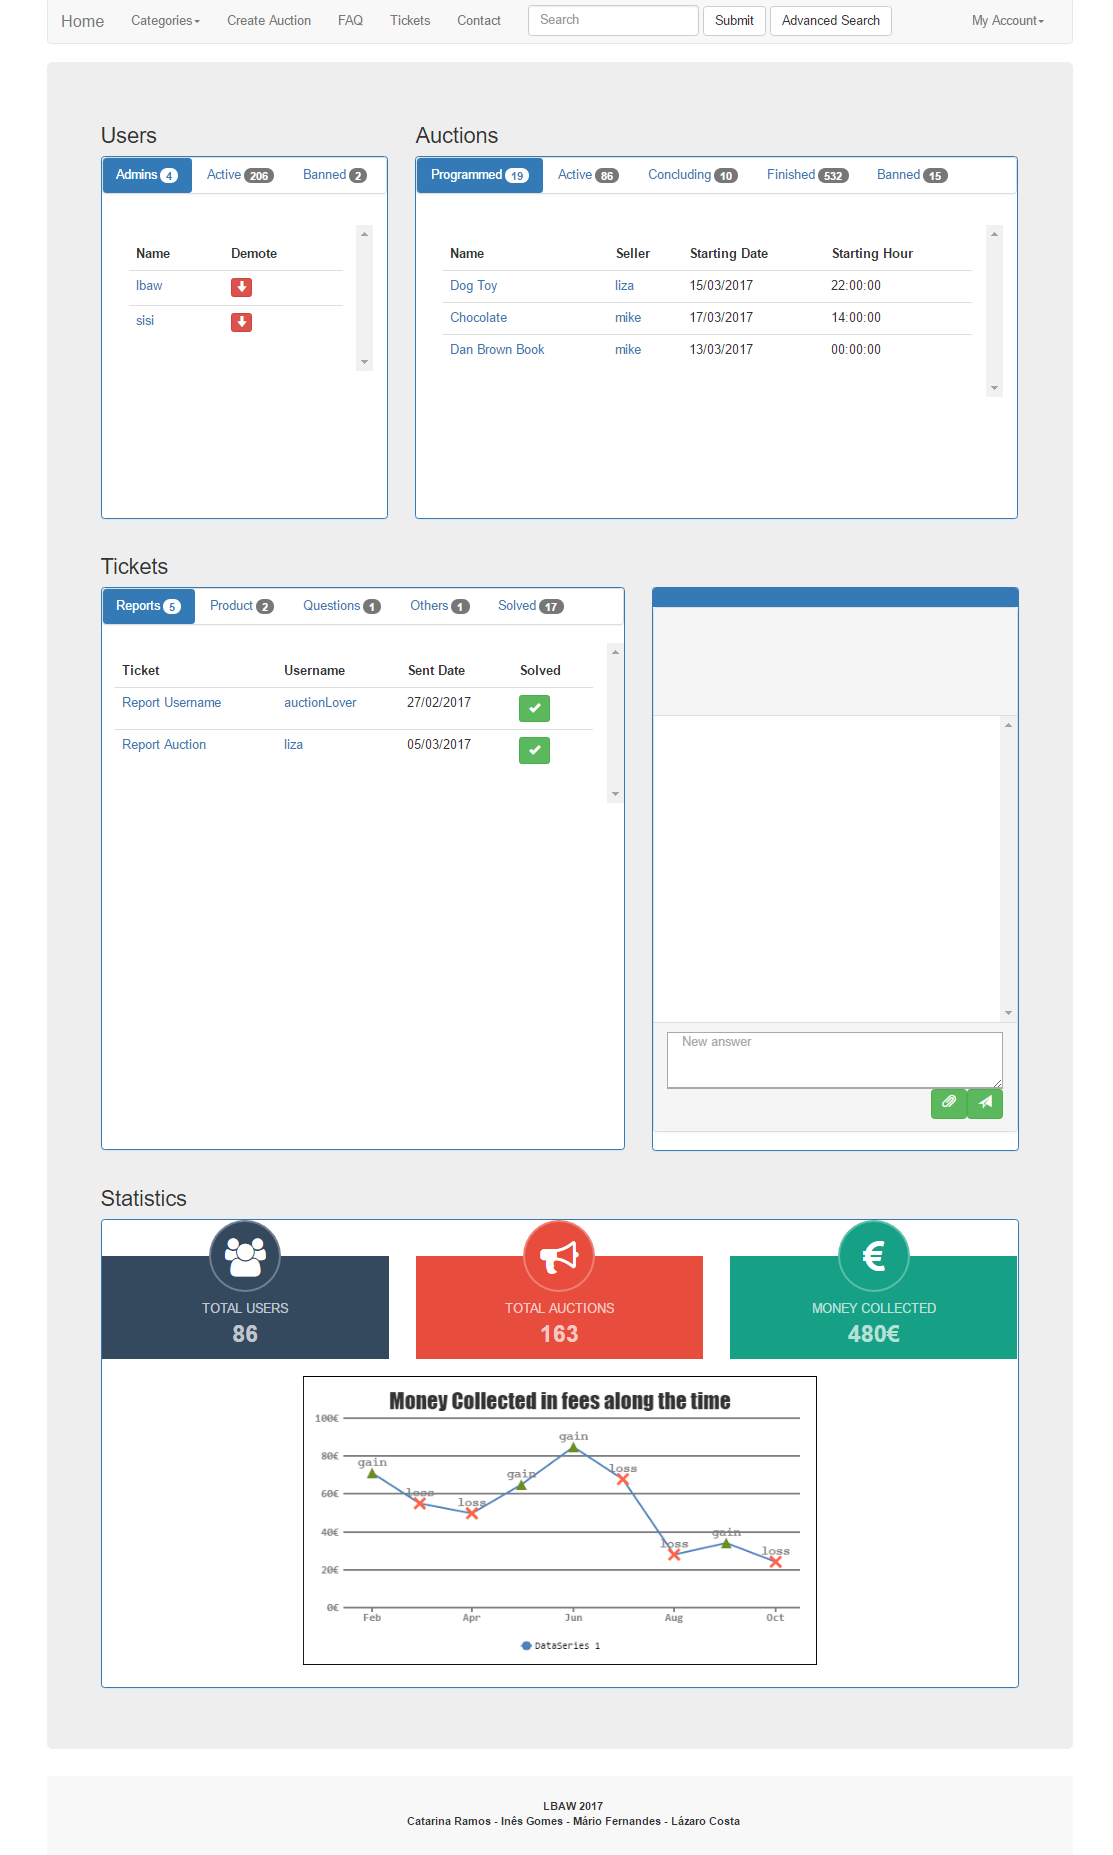 Home Categories Create Auction FAQ Tickets Contact Search Submit Advanced Search My Account
Users
Admins 4 Active 206 Banned 2
Name Demote
lbaw
sisi
Auctions
Programmed 19 Active 86 Concluding 10 Finished 532 Banned 15
Name Seller Starting Date Starting Hour
Dog Toy liza 15/03/2017 22:00:00
Chocolate mike 17/03/2017 14:00:00
Dan Brown Book mike 13/03/2017 00:00:00
Tickets
Reports 5 Product 2 Questions 1 Others 1 Solved 17
Ticket Username Sent Date Solved
Report Username auctionLover 27/02/2017
Report Auction liza 05/03/2017
New answer
Statistics
TOTAL USERS
86
TOTAL AUCTIONS
163
€
MONEY COLLECTED
480€
Money Collected in fees along the time
100€
80€
60€
40€
20€
0€
gain
loss
loss
gain
gain
loss
loss
gain
loss
Feb Apr Jun Aug Oct
DataSeries 1
LBAW 2017
Catarina Ramos - Inês Gomes - Mário Fernandes - Lázaro Costa